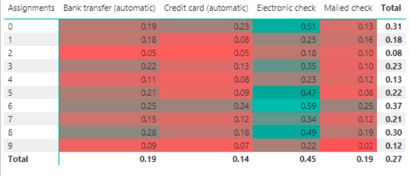 Assignments Bank transfer (automatic) Credit card (automatic) Electronic check Mailed check Total
0 0.19 0.23 0.51 0.13 0.31
1 0.18 0.08 0.25 0.16 0.18
2 0.05 0.05 0.18 0.10 0.08
3 0.22 0.13 0.35 0.10 0.23
4 0.11 0.08 0.23 0.12 0.13
5 0.21 0.09 0.47 0.08 0.22
6 0.25 0.24 0.59 0.25 0.37
7 0.15 0.12 0.34 0.12 0.21
8 0.28 0.18 0.49 0.19 0.30
9 0.09 0.07 0.22 0.02 0.12
Total 0.19 0.14 0.45 0.19 0.27